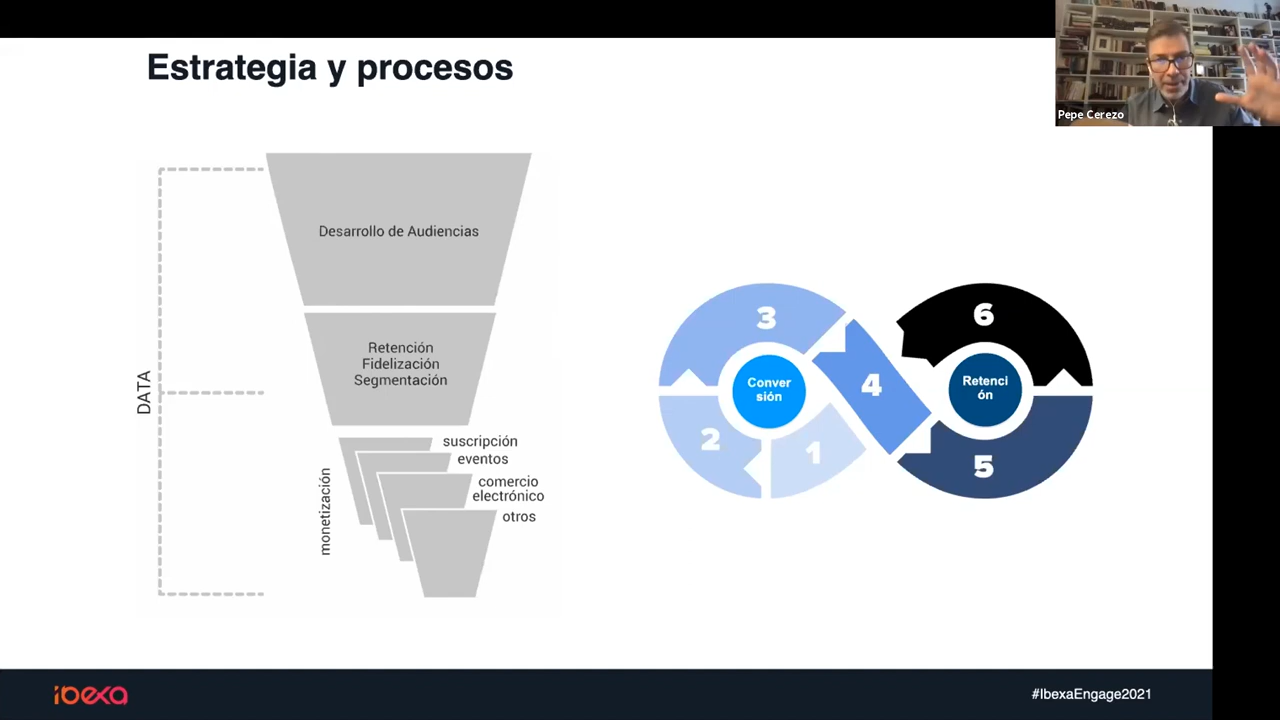 Estrategia y procesos
Pepe Cerezo
DATA
Desarrollo de Audiencias
Retención
Fidelización
Segmentación
monetización
suscripción
eventos
comercio
electrónico
otros
3
2
1
4
Conver
sión
6
5
Retenci
ón
ibexa
#IbexaEngage2021